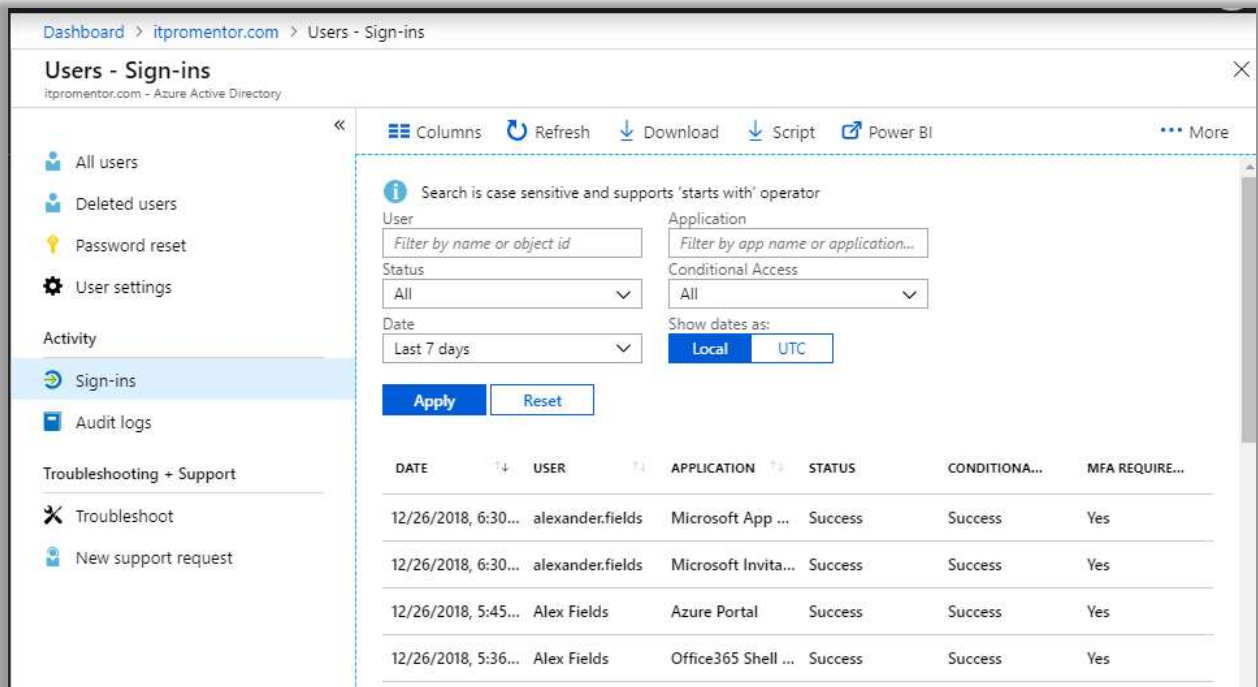 Dashboard > itpromentor.com > Users - Sign-ins
Users - Sign-ins
itpromentor.com - Azure Active Directory
All users
Deleted users
Password reset
User settings
Activity
Sign-ins
Audit logs
Troubleshooting + Support
Troubleshoot
New support request
Columns Refresh Download Script Power BI ••• More
Search is case sensitive and supports 'starts with' operator
User Application
Filter by name or object id Filter by app name or application...
Status Conditional Access
All All
Date Show dates as:
Last 7 days Local UTC
Apply Reset
DATE USER APPLICATION STATUS CONDITIONA... MFA REQUIRE...
12/26/2018, 6:30... alexander.fields Microsoft App ... Success Success Yes
12/26/2018, 6:30... alexander.fields Microsoft Invita... Success Success Yes
12/26/2018, 5:45... Alex Fields Azure Portal Success Success Yes
12/26/2018, 5:36... Alex Fields Office365 Shell ... Success Success Yes